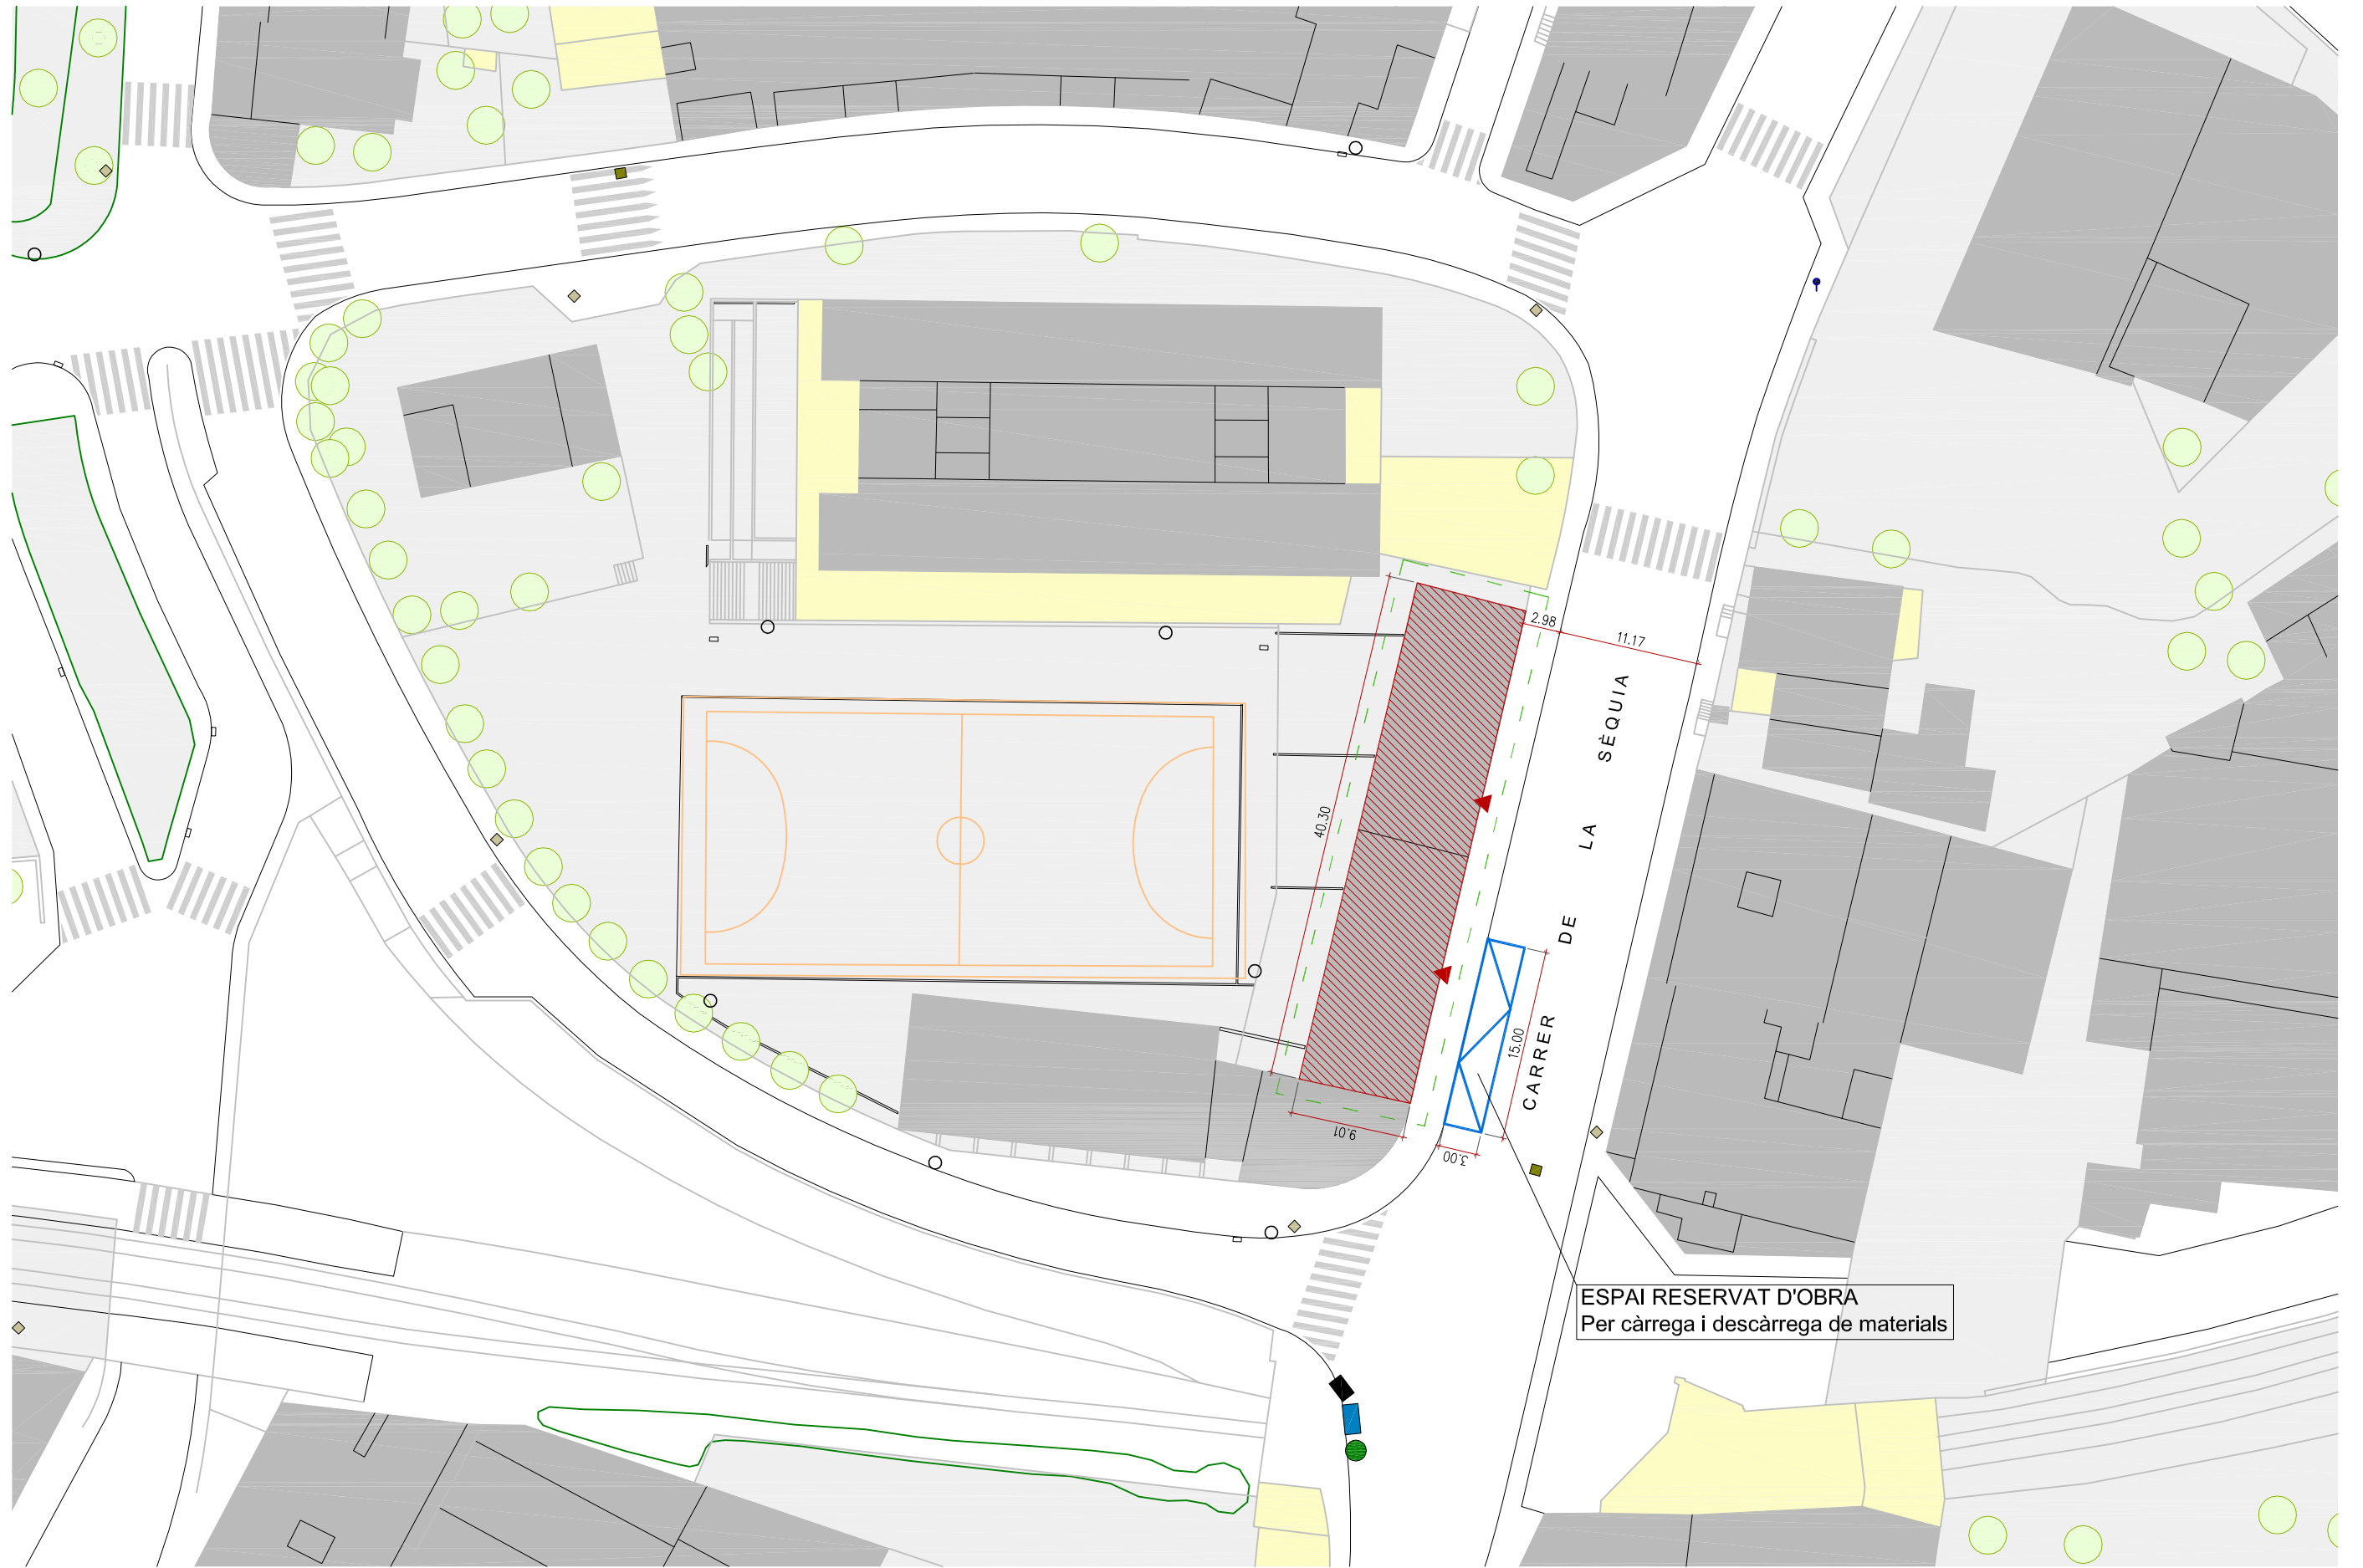 2.98
11.17
40.30
CARRER DE LA SÈQUIA
15.00
9.01
3.00
ESPAI RESERVAT D'OBRA
Per càrrega i descàrrega de materials